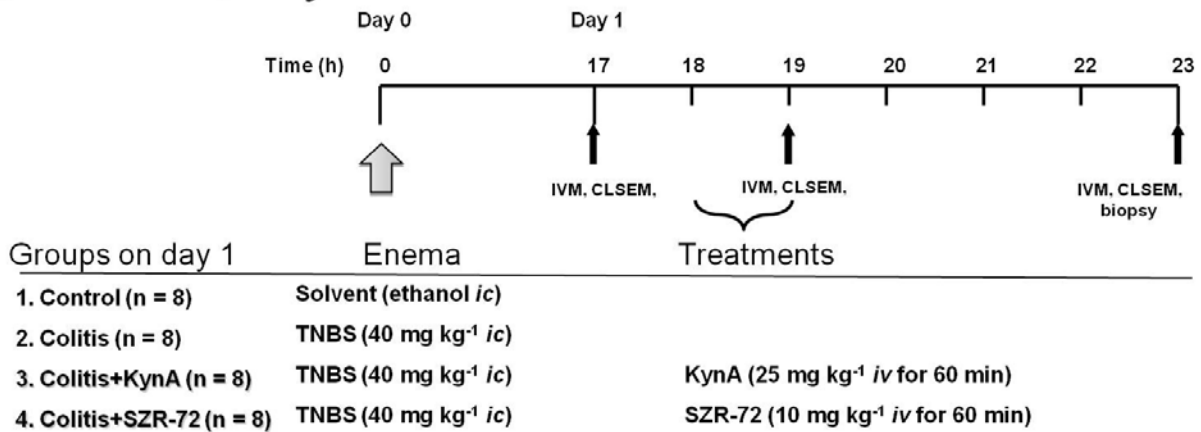 Day 0 Day 1
Time (h) 0 17 18 19 20 21 22 23
IVM, CLSEM, IVM, CLSEM, IVM, CLSEM,
biopsy
Groups on day 1 Enema Treatments
1. Control (n = 8) Solvent (ethanol ic)
2. Colitis (n = 8) TNBS (40 mg kg⁻¹ ic)
3. Colitis+KynA (n = 8) TNBS (40 mg kg⁻¹ ic) KynA (25 mg kg⁻¹ iv for 60 min)
4. Colitis+SZR-72 (n = 8) TNBS (40 mg kg⁻¹ ic) SZR-72 (10 mg kg⁻¹ iv for 60 min)